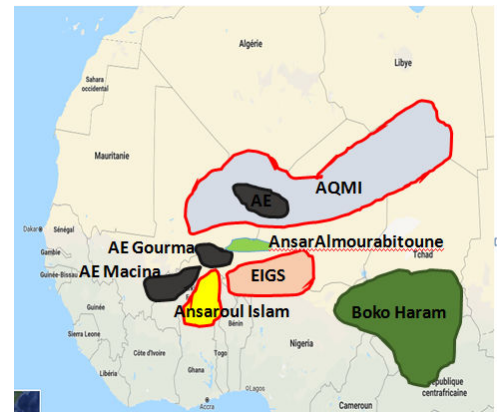 Algérie
Libye
Sahara
occidental
Mauritanie
AE
AQMI
Dakar
Sénégal
AE Gourma
AnsarAlmourabitoune
Gambie
Tchad
Guinée-Bissau
AE Macina
EIGS
Guinée
Ansaroul Islam
Boko Haram
Bénin
Sierra Leone
Nigeria
Côte d'Ivoire
Togo
Ghana
Libéria
Lagos
République
centrafricaine
Accra
Cameroun